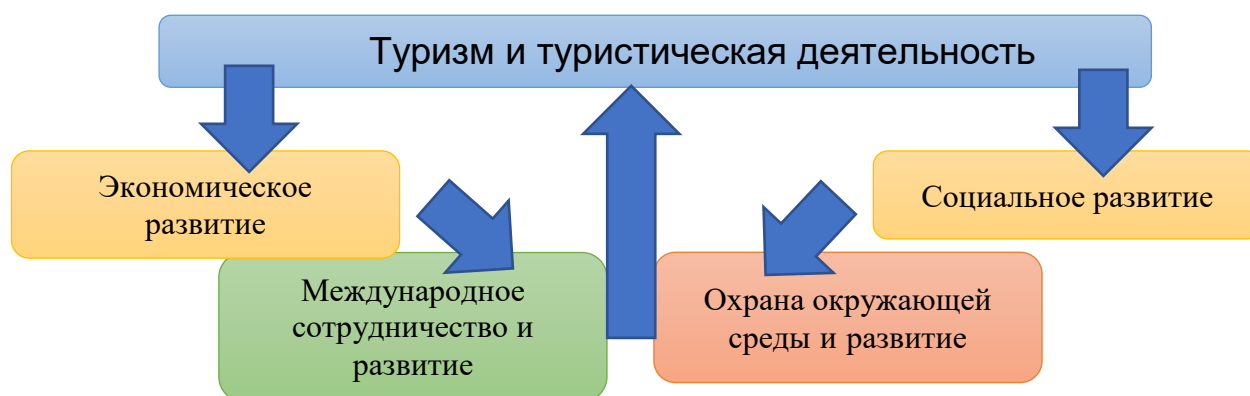 Туризм и туристическая деятельность
Экономическое
развитие
Социальное развитие
Международное
сотрудничество и
развитие
Охрана окружающей
среды и развитие